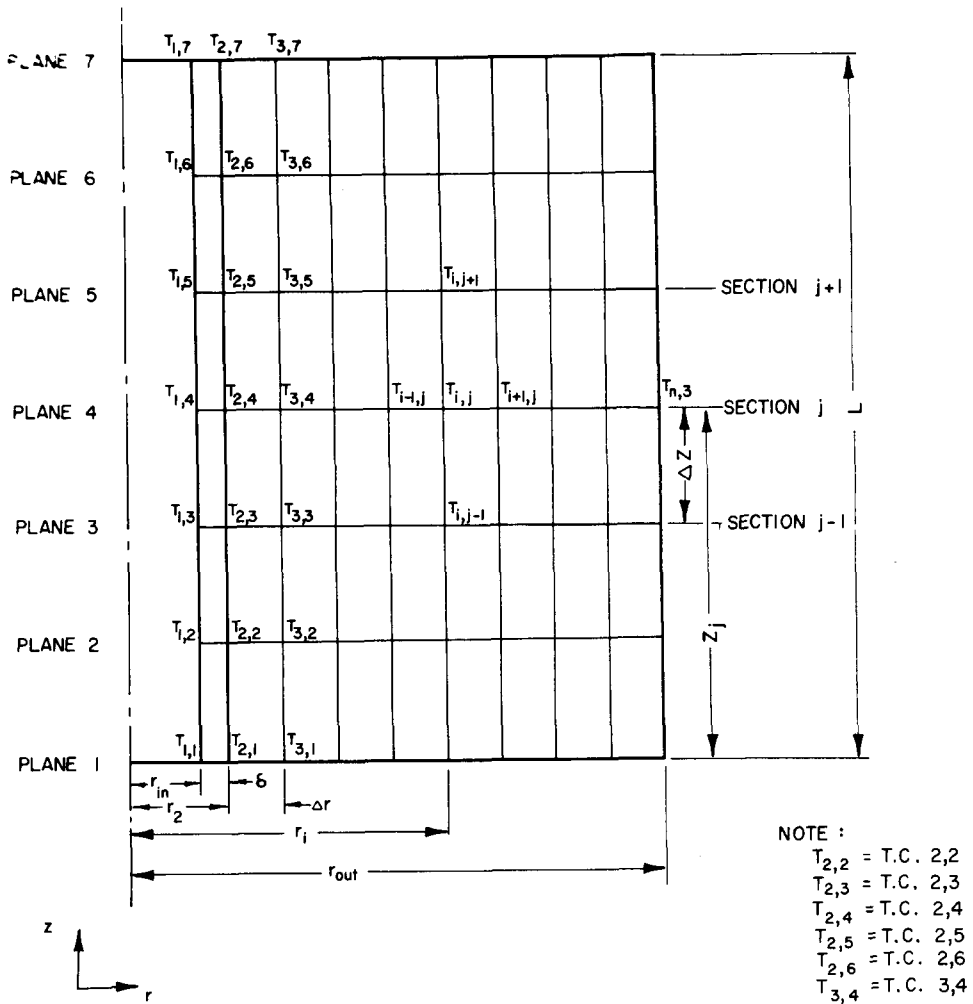 T1,7 T2,7 T3,7
PLANE 7
T1,6 T2,6 T3,6
PLANE 6
T1,5 T2,5 T3,5 Ti,j+1
PLANE 5 SECTION j+1
T1,4 T2,4 T3,4 Ti-1,j Ti,j Ti+1,j Tn,3
PLANE 4 SECTION j
L
ΔZ
T1,3 T2,3 T3,3 Ti,j-1
PLANE 3 SECTION j-1
Zj
T1,2 T2,2 T3,2
PLANE 2
T1,1 T2,1 T3,1
PLANE 1
rin δ
r2 Δr
ri
rout
NOTE :
T2,2 = T.C. 2,2
T2,3 = T.C. 2,3
T2,4 = T.C. 2,4
T2,5 = T.C. 2,5
T2,6 = T.C. 2,6
T3,4 = T.C. 3,4
z
r